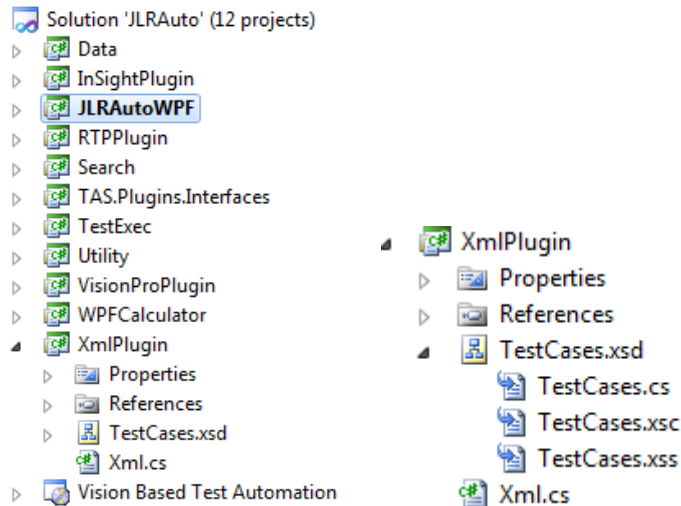 Solution 'JLRAuto' (12 projects)
Data
InSightPlugin
JLRAutoWPF
RTPPlugin
Search
TAS.Plugins.Interfaces
TestExec
Utility
VisionProPlugin
WPFCalculator
XmlPlugin
Properties
References
TestCases.xsd
Xml.cs
Vision Based Test Automation
XmlPlugin
Properties
References
TestCases.xsd
TestCases.cs
TestCases.xsc
TestCases.xss
Xml.cs